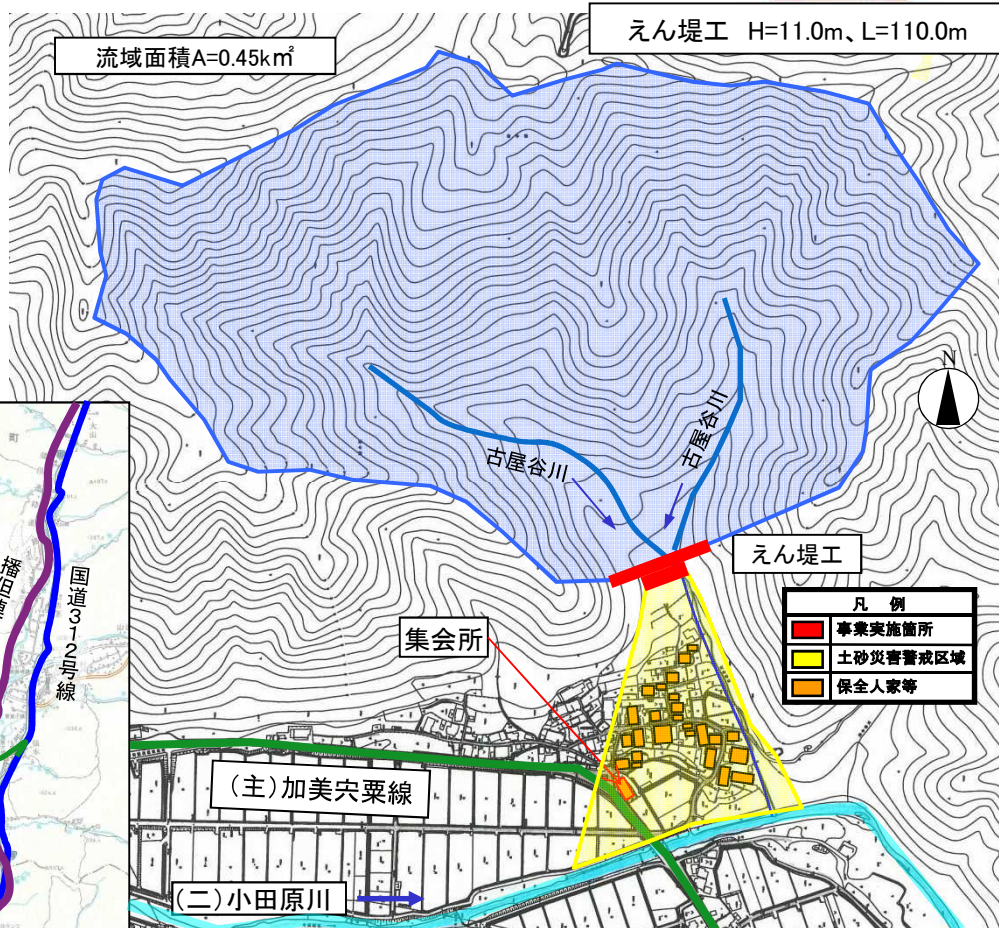 えん堤工 H=11.0m、L=110.0m
流域面積A=0.45k㎡
N
古屋谷川
古屋谷川
えん堤工
凡 例
事業実施箇所
土砂災害警戒区域
保全人家等
集会所
国道312号線
(主)加美宍粟線
(二)小田原川